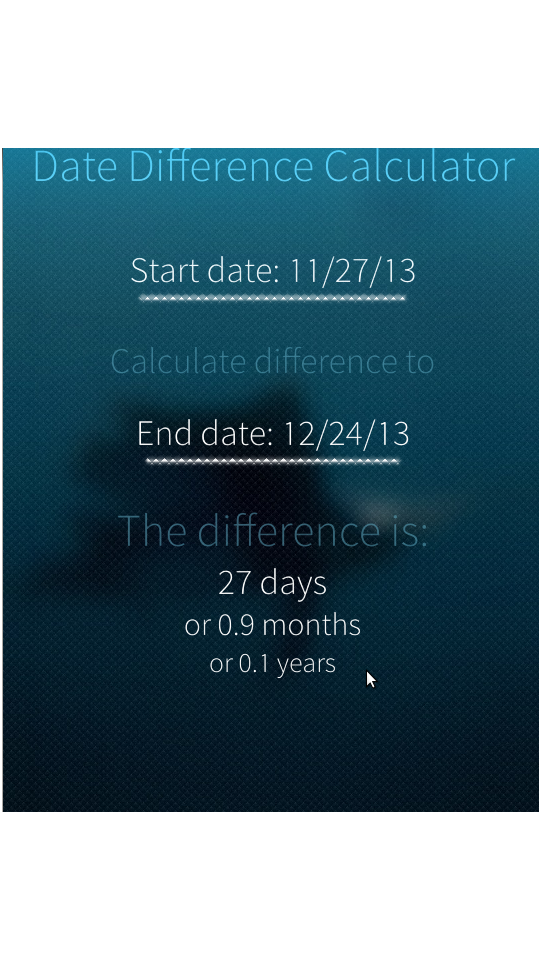 Date Difference Calculator
Start date: 11/27/13
Calculate difference to
End date: 12/24/13
The difference is:
27 days
or 0.9 months
or 0.1 years